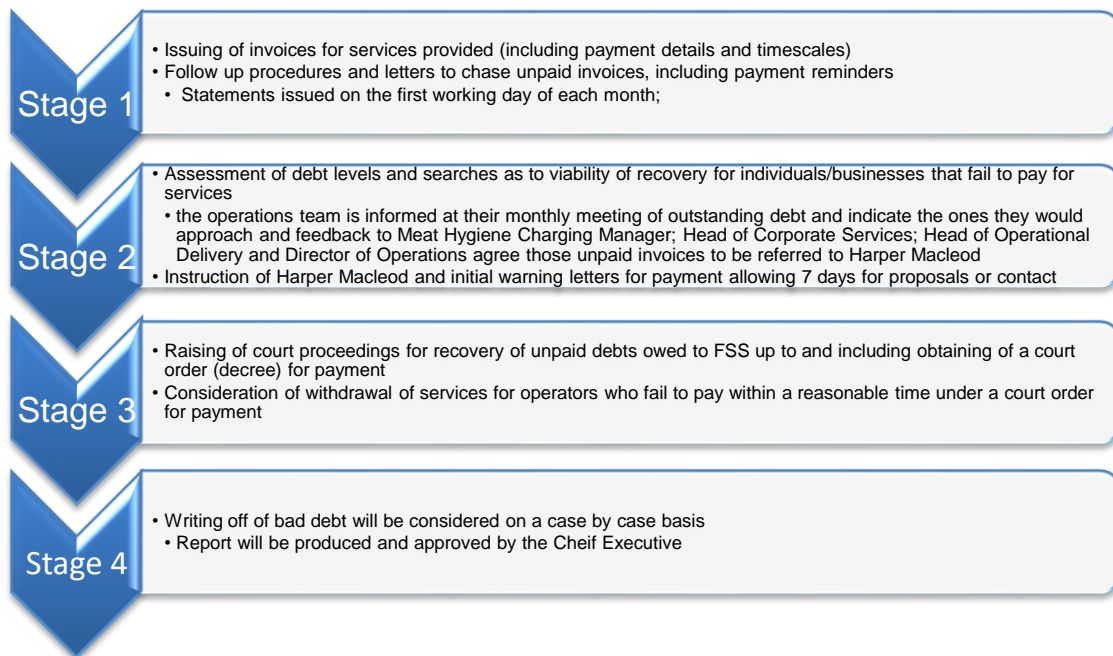 Stage 1
• Issuing of invoices for services provided (including payment details and timescales)
• Follow up procedures and letters to chase unpaid invoices, including payment reminders
• Statements issued on the first working day of each month;
Stage 2
• Assessment of debt levels and searches as to viability of recovery for individuals/businesses that fail to pay for
services
• the operations team is informed at their monthly meeting of outstanding debt and indicate the ones they would
approach and feedback to Meat Hygiene Charging Manager; Head of Corporate Services; Head of Operational
Delivery and Director of Operations agree those unpaid invoices to be referred to Harper Macleod
• Instruction of Harper Macleod and initial warning letters for payment allowing 7 days for proposals or contact
Stage 3
• Raising of court proceedings for recovery of unpaid debts owed to FSS up to and including obtaining of a court
order (decree) for payment
• Consideration of withdrawal of services for operators who fail to pay within a reasonable time under a court order
for payment
Stage 4
• Writing off of bad debt will be considered on a case by case basis
• Report will be produced and approved by the Cheif Executive